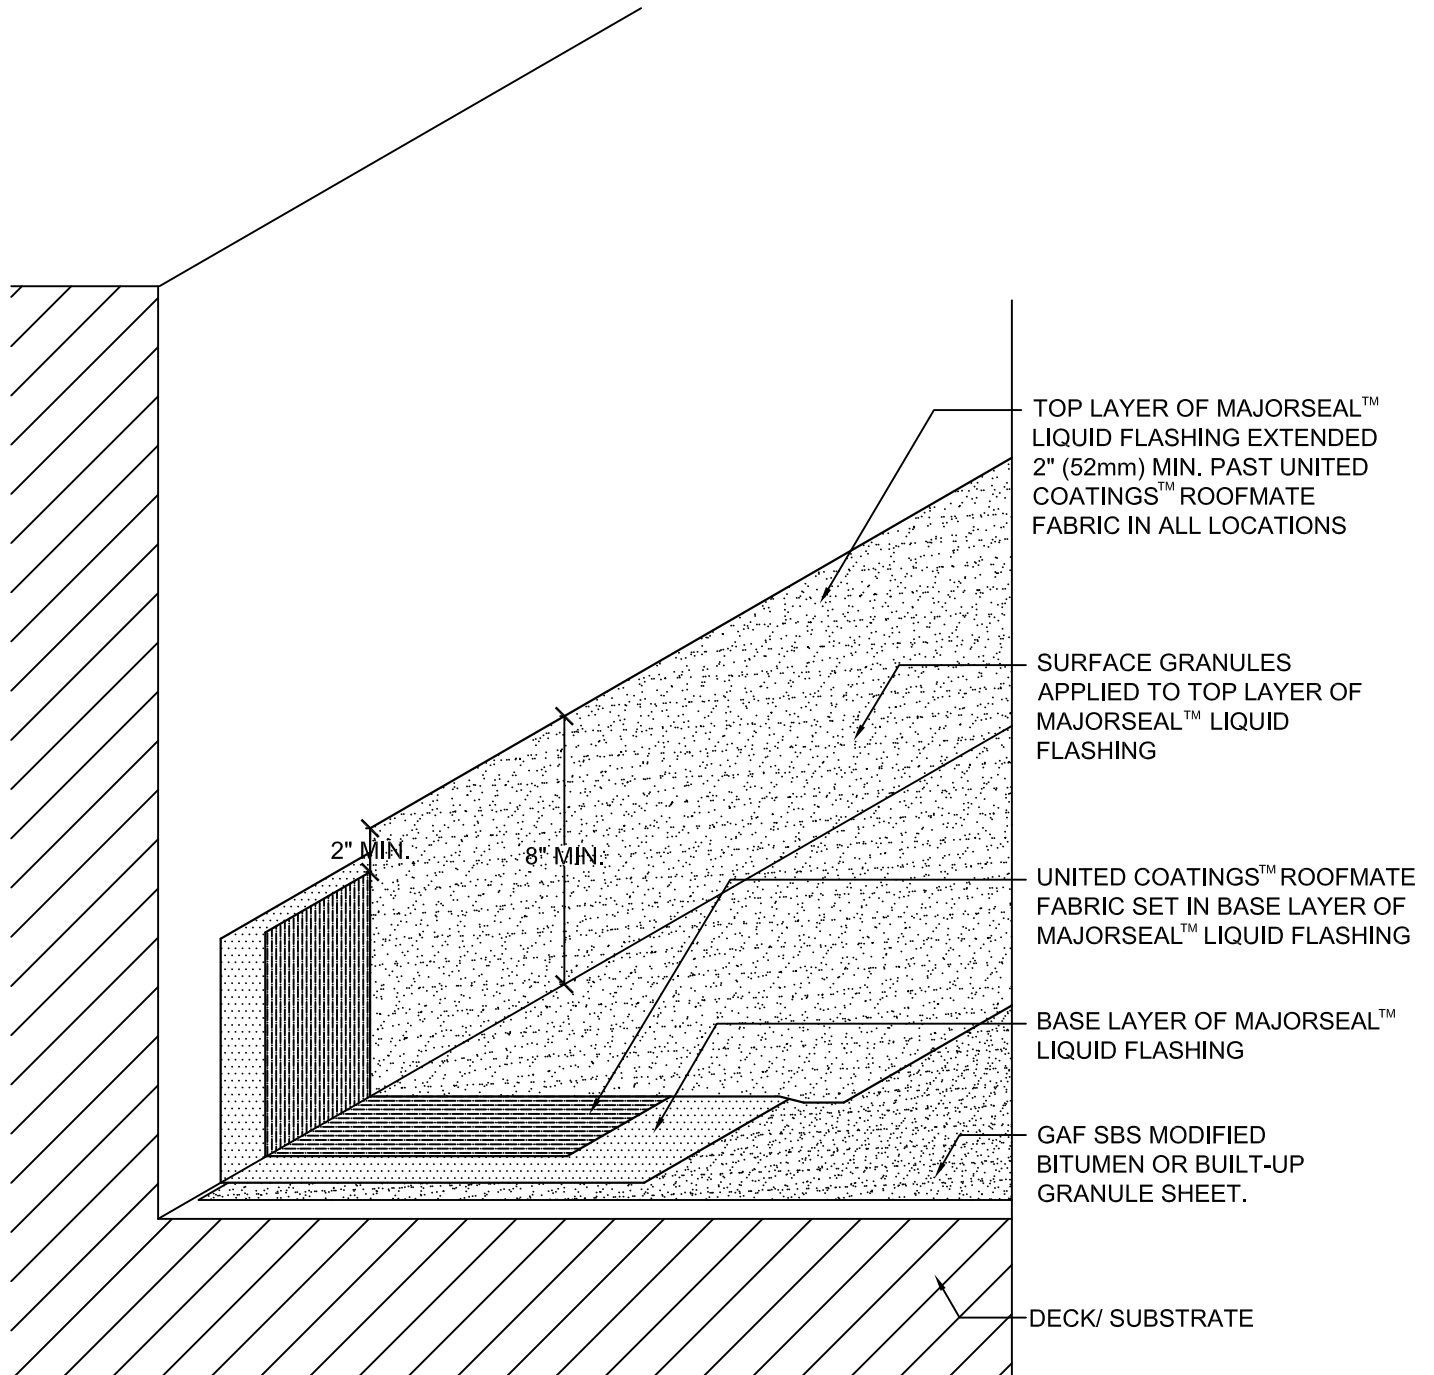 TOP LAYER OF MAJORSEAL™
LIQUID FLASHING EXTENDED
2" (52mm) MIN. PAST UNITED
COATINGS™ ROOFMATE
FABRIC IN ALL LOCATIONS
SURFACE GRANULES
APPLIED TO TOP LAYER OF
MAJORSEAL™ LIQUID
FLASHING
2" MIN.
8" MIN.
UNITED COATINGS™ ROOFMATE
FABRIC SET IN BASE LAYER OF
MAJORSEAL™ LIQUID FLASHING
BASE LAYER OF MAJORSEAL™
LIQUID FLASHING
GAF SBS MODIFIED
BITUMEN OR BUILT-UP
GRANULE SHEET.
DECK/ SUBSTRATE